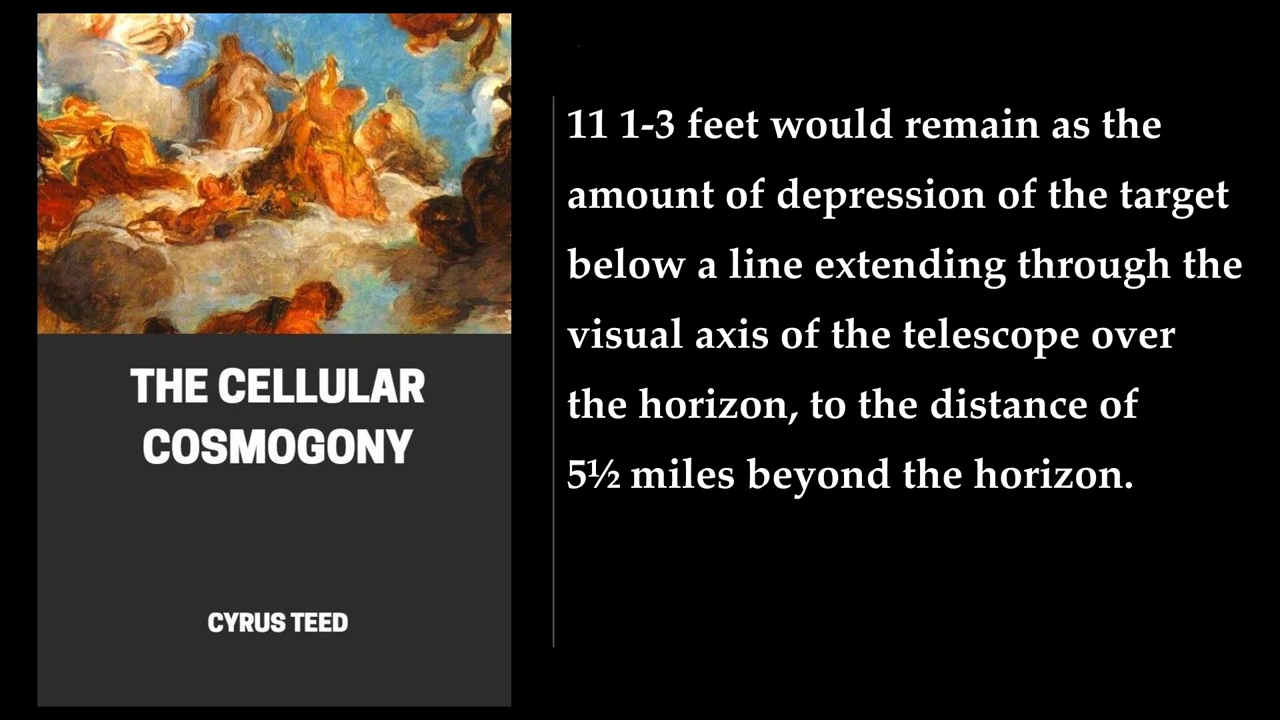 THE CELLULAR
COSMOGONY
CYRUS TEED
11 1-3 feet would remain as the
amount of depression of the target
below a line extending through the
visual axis of the telescope over
the horizon, to the distance of
5½ miles beyond the horizon.